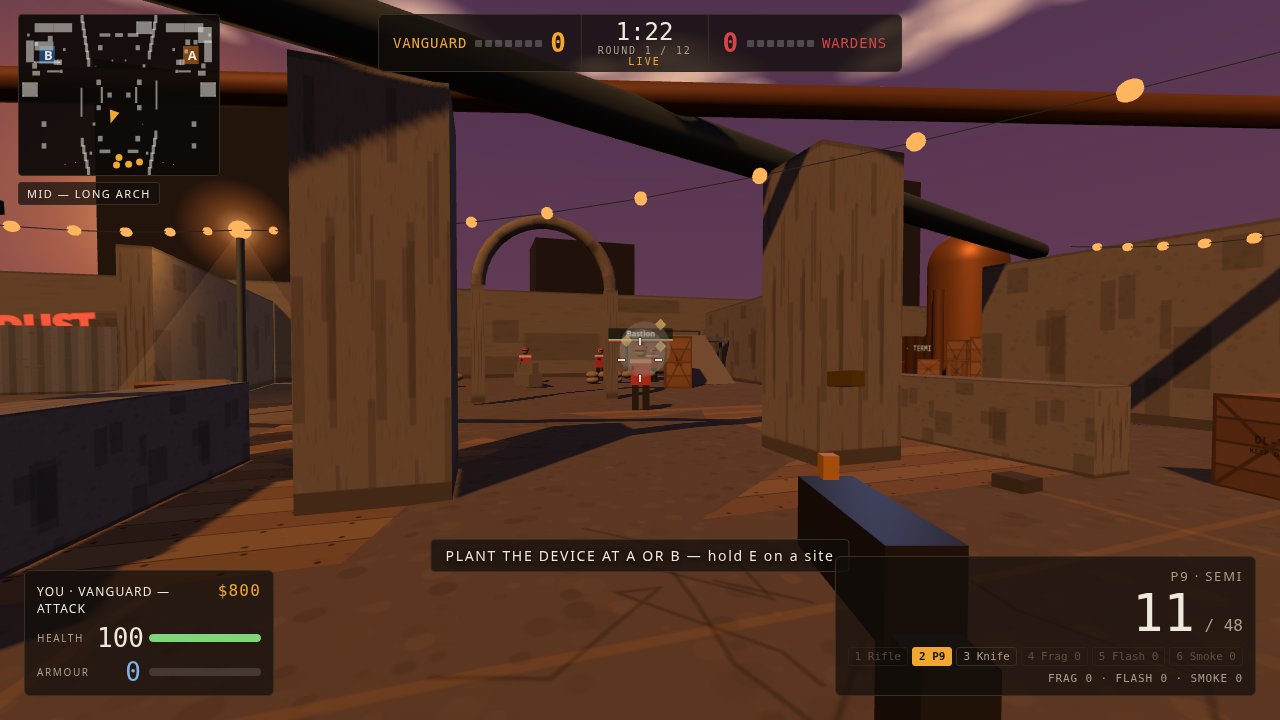 B
A
MID — LONG ARCH
VANGUARD 0
1:22
ROUND 1 / 12
LIVE
0 WARDENS
DUST
Bastion
PLANT THE DEVICE AT A OR B — hold E on a site
YOU · VANGUARD — ATTACK
$800
HEALTH 100
ARMOUR 0
P9 · SEMI
11 / 48
1 Rifle 2 P9 3 Knife 4 Frag 0 5 Flash 0 6 Smoke 0
FRAG 0 · FLASH 0 · SMOKE 0